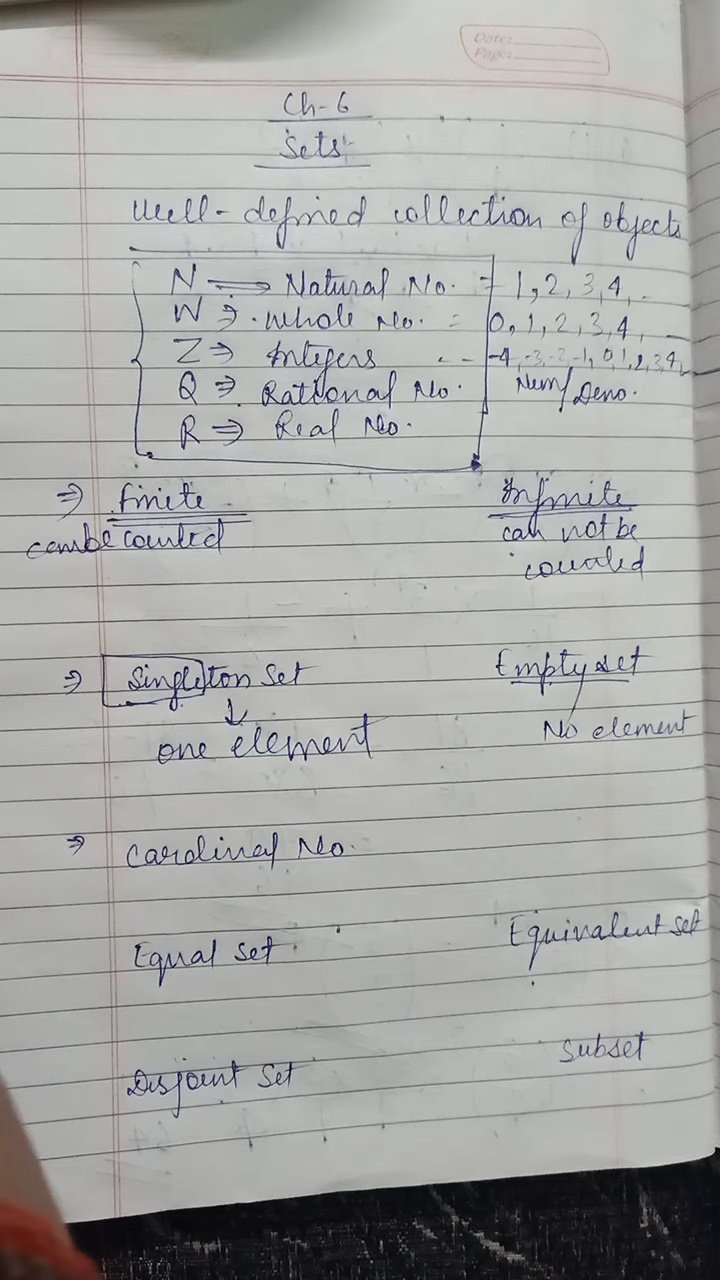 Date:
Page:
Ch-6
Sets:-
Well-defined collection of objects
N ⇒ Natural No. = 1, 2, 3, 4, ..
W ⇒ Whole No. = 0, 1, 2, 3, 4, ...
Z ⇒ Integers .. -4, -3, -2, -1, 0, 1, 2, 3, 4, ..
Q ⇒ Rational No. Num/Deno.
R ⇒ Real No.
⇒ finite Infinite
can be counted can not be
counted
⇒ Singleton Set Empty set
↓
one element No element
⇒ Cardinal No.
Equal set Equivalent set
Disjoint Set Subset